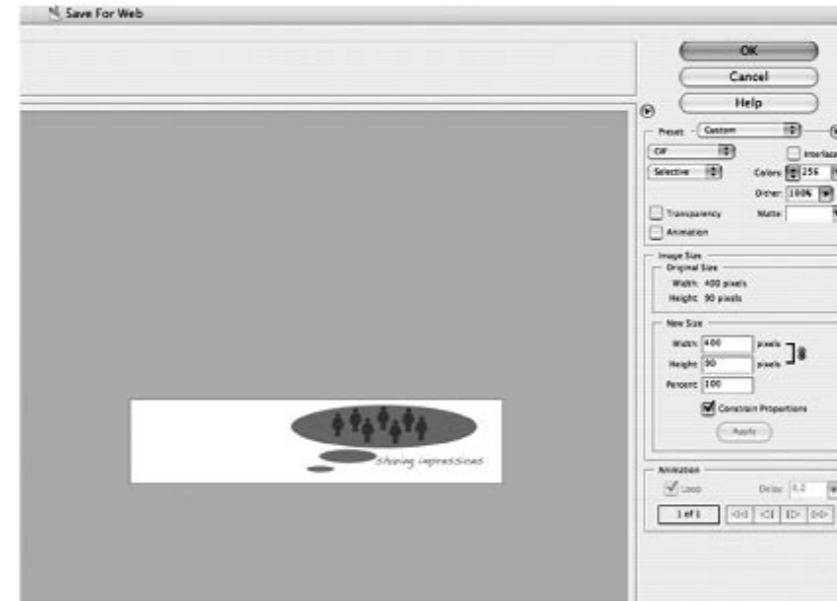 Save For Web
OK
Cancel
Help
Preset: Custom
GIF Interlace
Selective Colors: 256
Dither: 100%
Transparency Matte:
Animation
Image Size
Original Size
Width: 400 pixels
Height: 90 pixels
New Size
Width: 400 pixels
Height: 90 pixels
Percent: 100
Constrain Proportions
Apply
Animation
Loop Delay: 0.2
1 of 1
sharing impressions